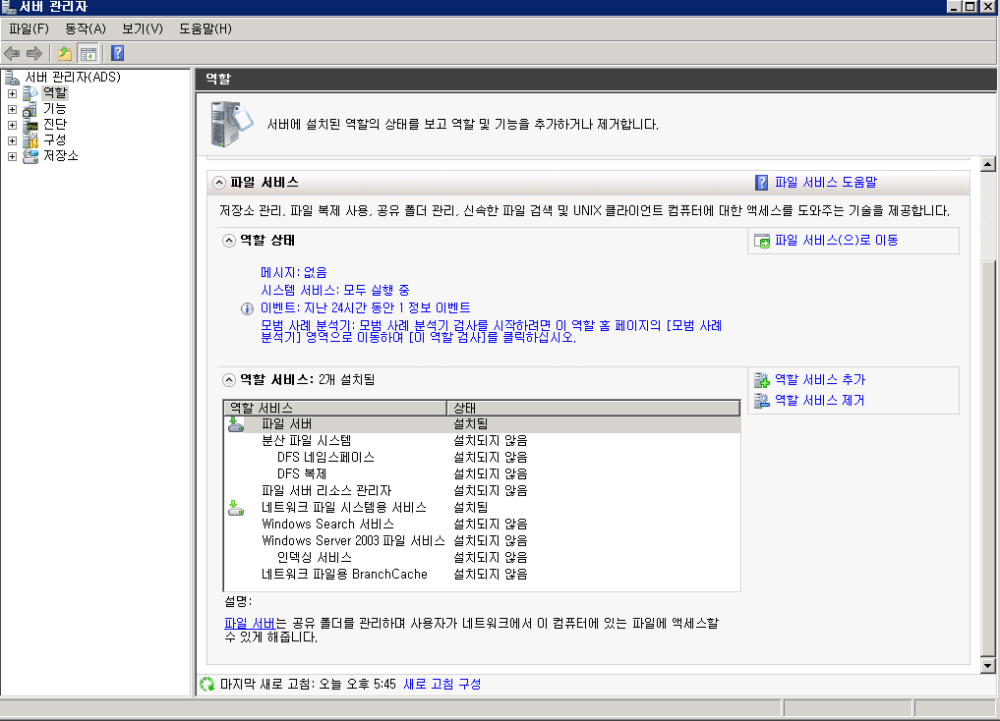 서버 관리자
파일(F) 동작(A) 보기(V) 도움말(H)
서버 관리자(ADS)
역할
기능
진단
구성
저장소
역할
서버에 설치된 역할의 상태를 보고 역할 및 기능을 추가하거나 제거합니다.
파일 서비스
파일 서비스 도움말
저장소 관리, 파일 복제 사용, 공유 폴더 관리, 신속한 파일 검색 및 UNIX 클라이언트 컴퓨터에 대한 액세스를 도와주는 기술을 제공합니다.
역할 상태
파일 서비스(으)로 이동
메시지: 없음
시스템 서비스: 모두 실행 중
이벤트: 지난 24시간 동안 1 정보 이벤트
모범 사례 분석기: 모범 사례 분석기 검사를 시작하려면 이 역할 홈 페이지의 [모범 사례
분석기] 영역으로 이동하여 [이 역할 검사]를 클릭하십시오.
역할 서비스: 2개 설치됨
역할 서비스 추가
역할 서비스 제거
역할 서비스 상태
파일 서버 설치됨
분산 파일 시스템 설치되지 않음
DFS 네임스페이스 설치되지 않음
DFS 복제 설치되지 않음
파일 서버 리소스 관리자 설치되지 않음
네트워크 파일 시스템용 서비스 설치됨
Windows Search 서비스 설치되지 않음
Windows Server 2003 파일 서비스 설치되지 않음
인덱싱 서비스 설치되지 않음
네트워크 파일용 BranchCache 설치되지 않음
설명:
파일 서버는 공유 폴더를 관리하며 사용자가 네트워크에서 이 컴퓨터에 있는 파일에 액세스할
수 있게 해줍니다.
마지막 새로 고침: 오늘 오후 5:45 새로 고침 구성